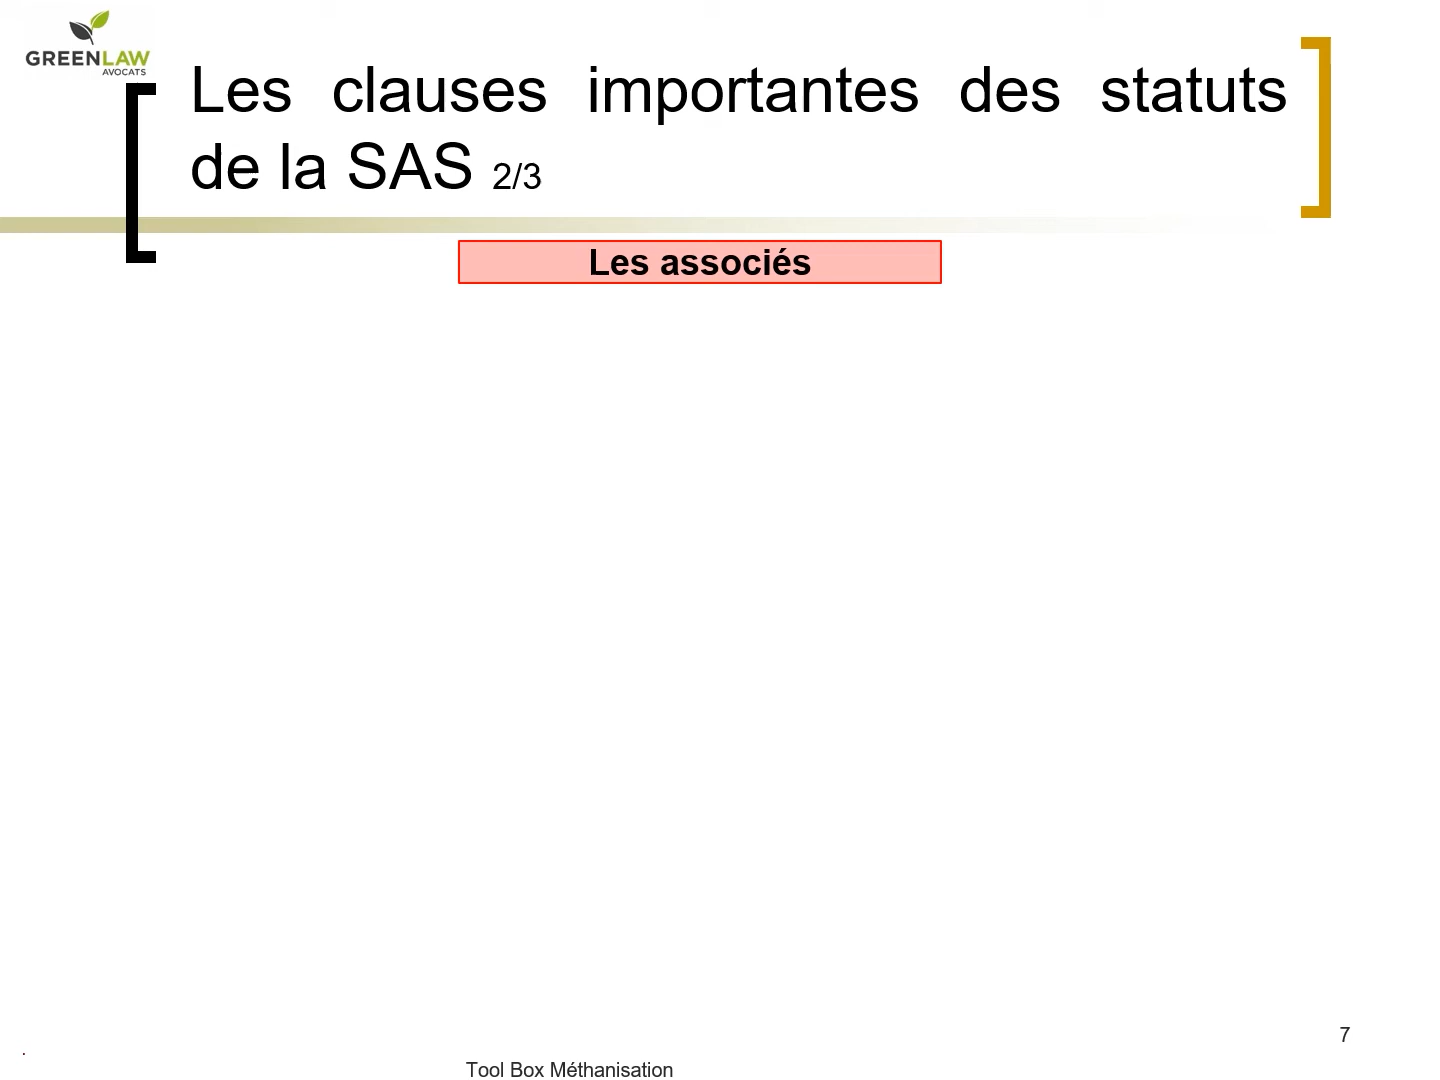 GREENLAW
AVOCATS
Les clauses importantes des statuts
de la SAS 2/3
Les associés
7
.
Tool Box Méthanisation